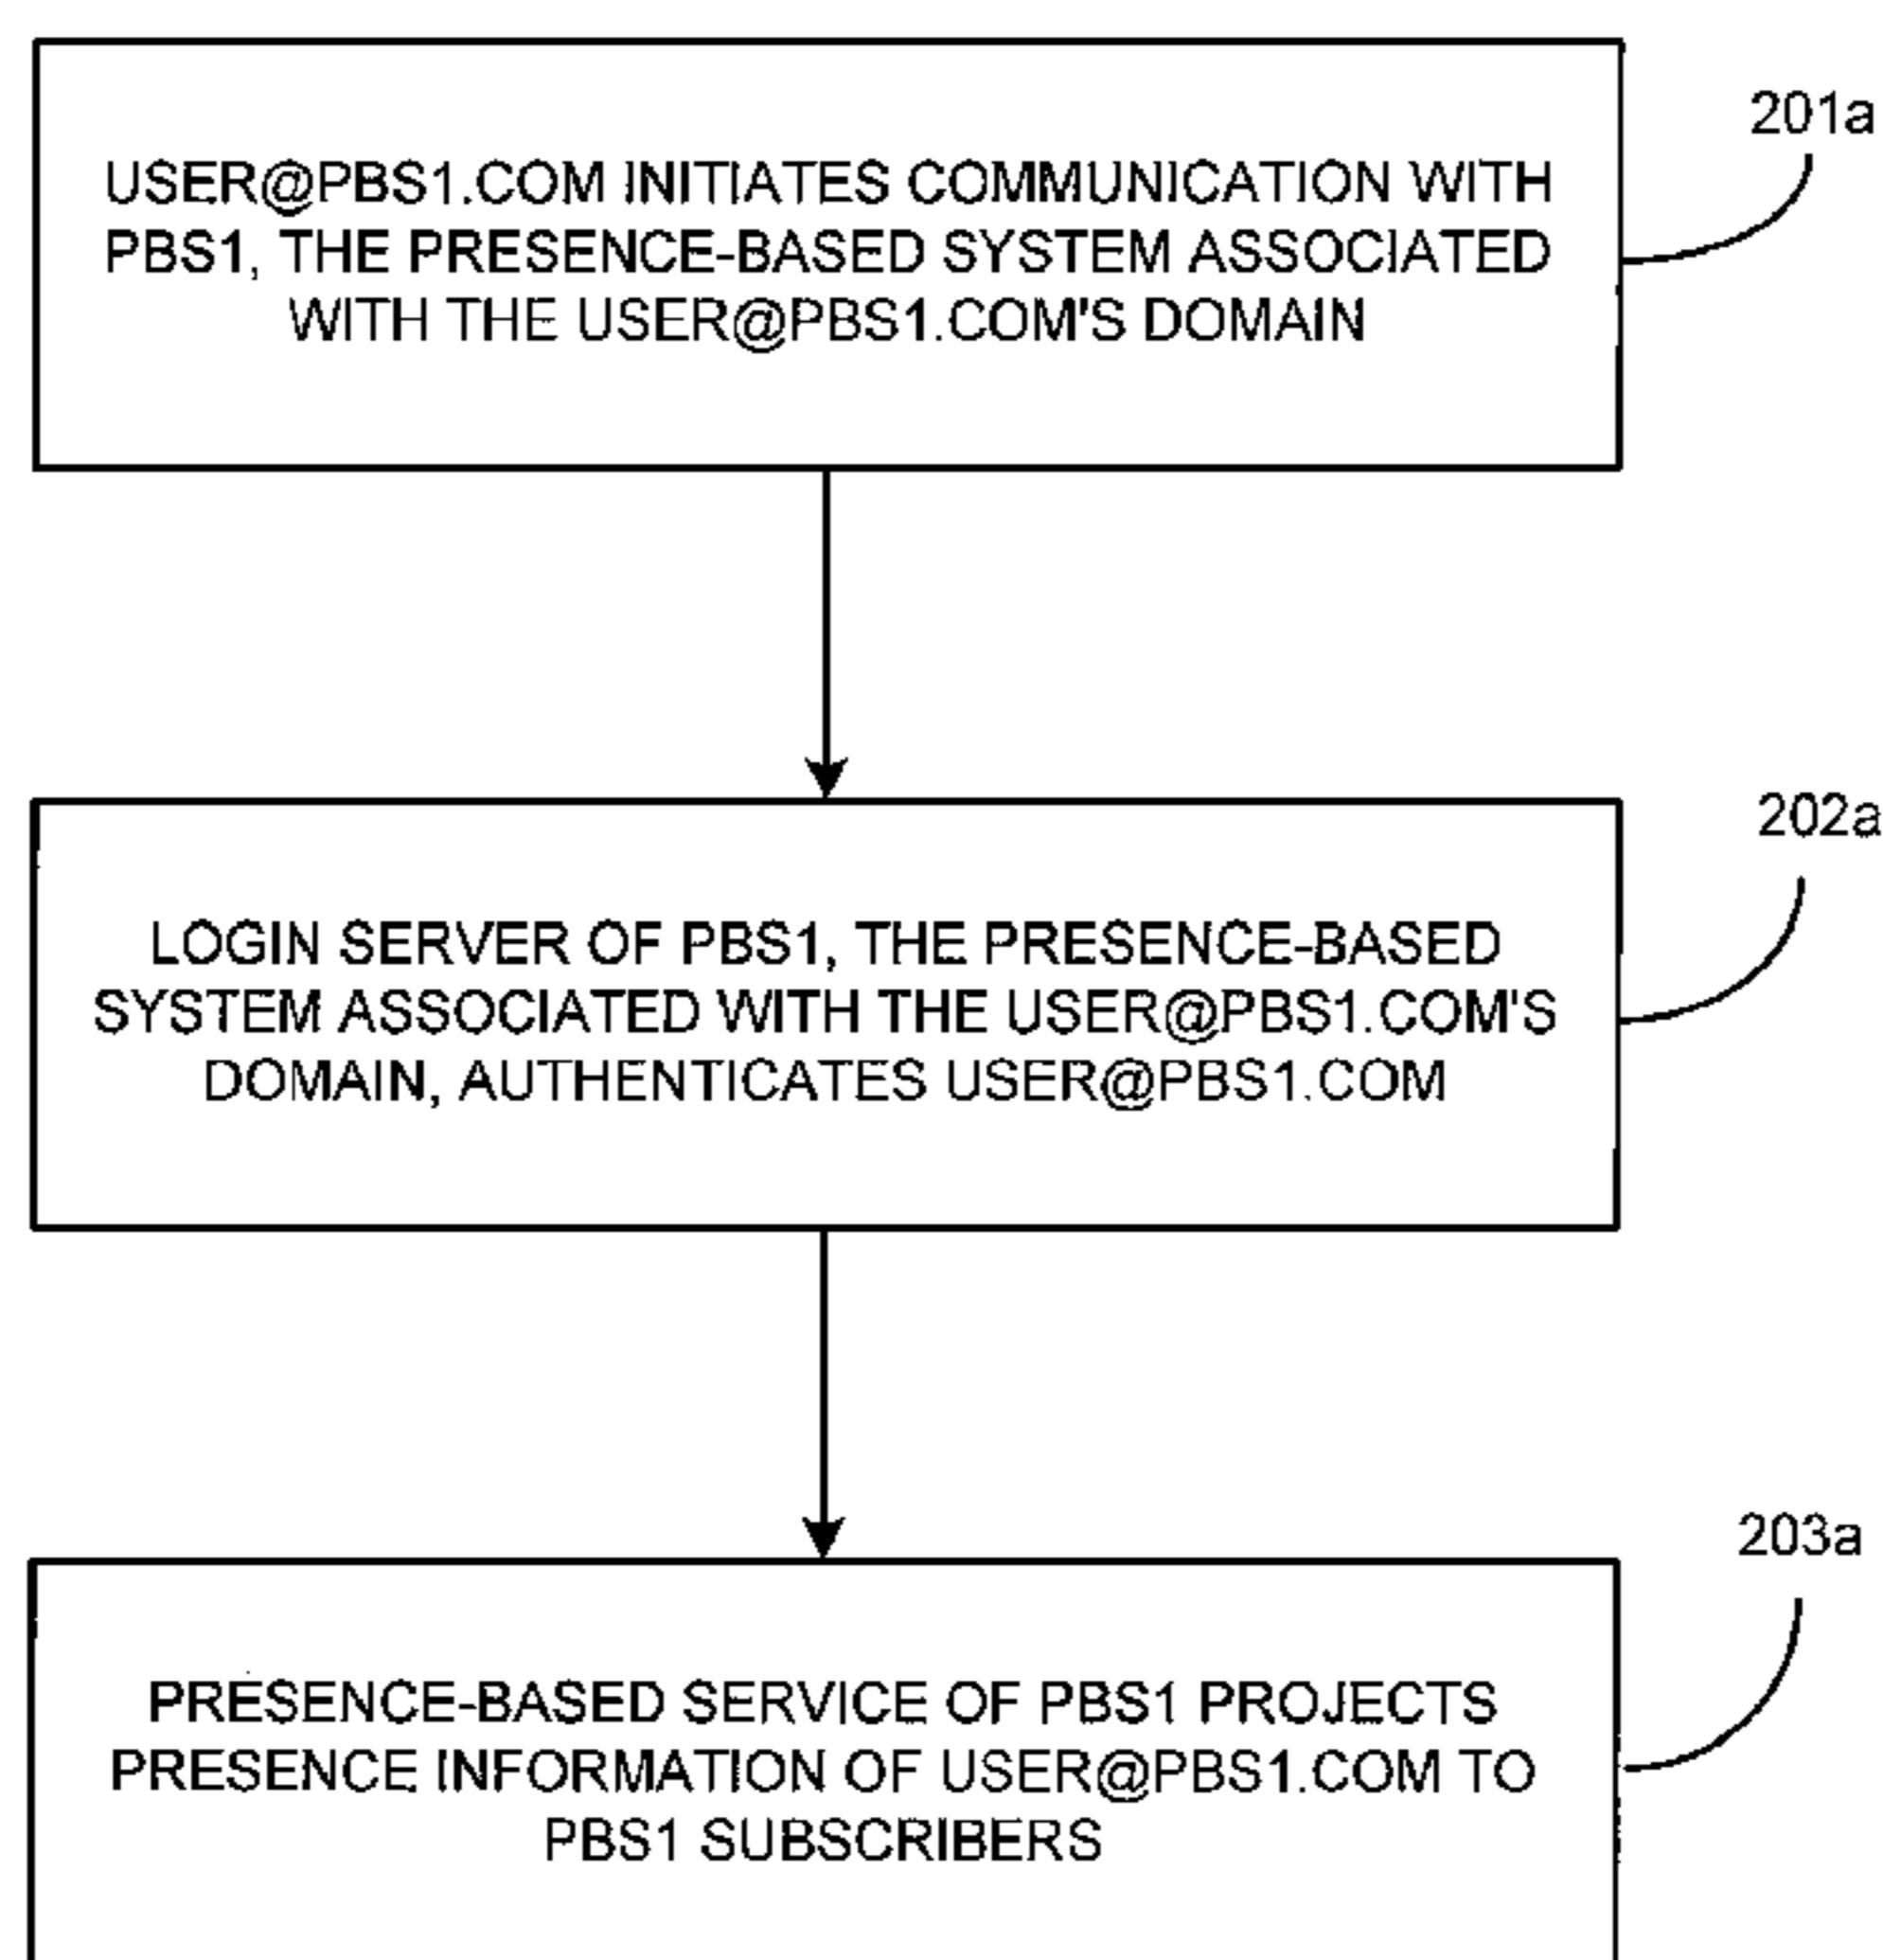 201a
USER@PBS1.COM INITIATES COMMUNICATION WITH
PBS1, THE PRESENCE-BASED SYSTEM ASSOCIATED
WITH THE USER@PBS1.COM'S DOMAIN
202a
LOGIN SERVER OF PBS1, THE PRESENCE-BASED
SYSTEM ASSOCIATED WITH THE USER@PBS1.COM'S
DOMAIN, AUTHENTICATES USER@PBS1.COM
203a
PRESENCE-BASED SERVICE OF PBS1 PROJECTS
PRESENCE INFORMATION OF USER@PBS1.COM TO
PBS1 SUBSCRIBERS